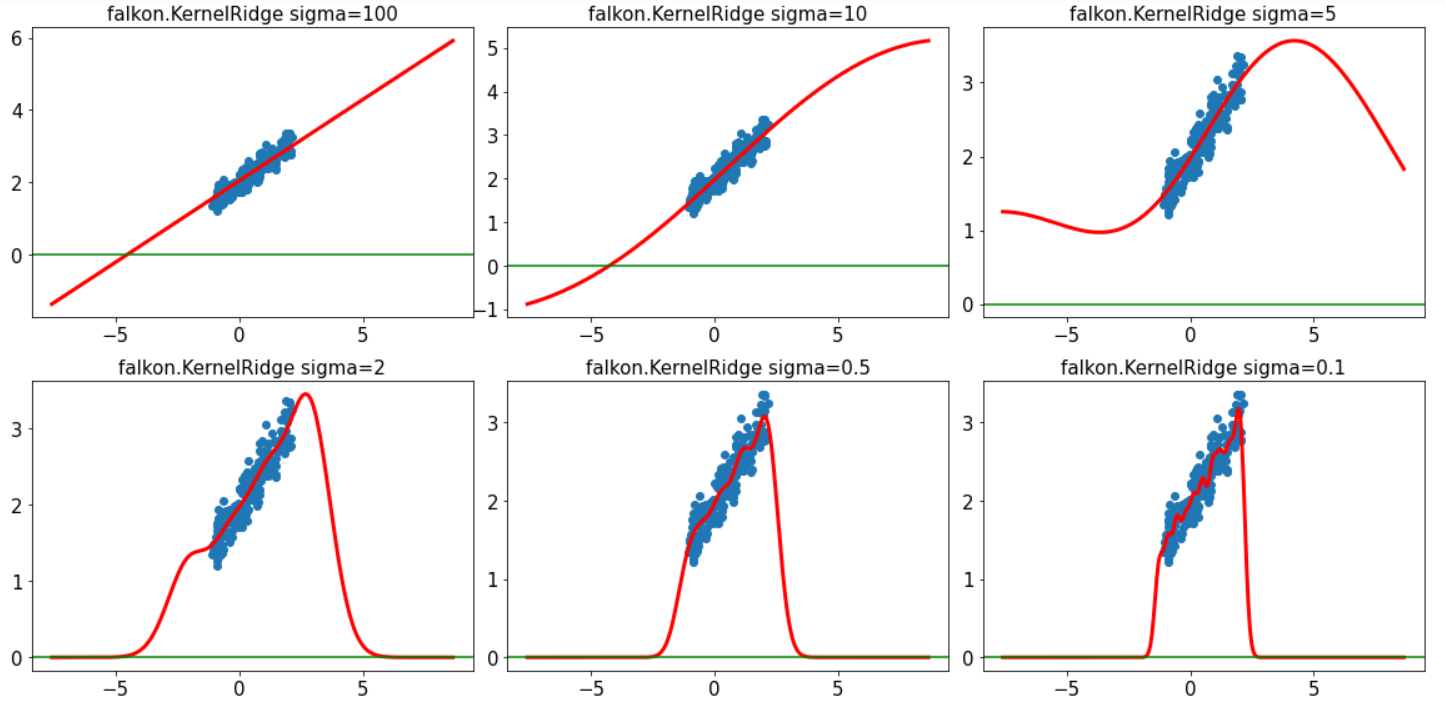 falkon.KernelRidge sigma=100
6
4
2
0
−5 0 5
falkon.KernelRidge sigma=10
5
4
3
2
1
0
−1
−5 0 5
falkon.KernelRidge sigma=5
3
2
1
0
−5 0 5
falkon.KernelRidge sigma=2
3
2
1
0
−5 0 5
falkon.KernelRidge sigma=0.5
3
2
1
0
−5 0 5
falkon.KernelRidge sigma=0.1
3
2
1
0
−5 0 5